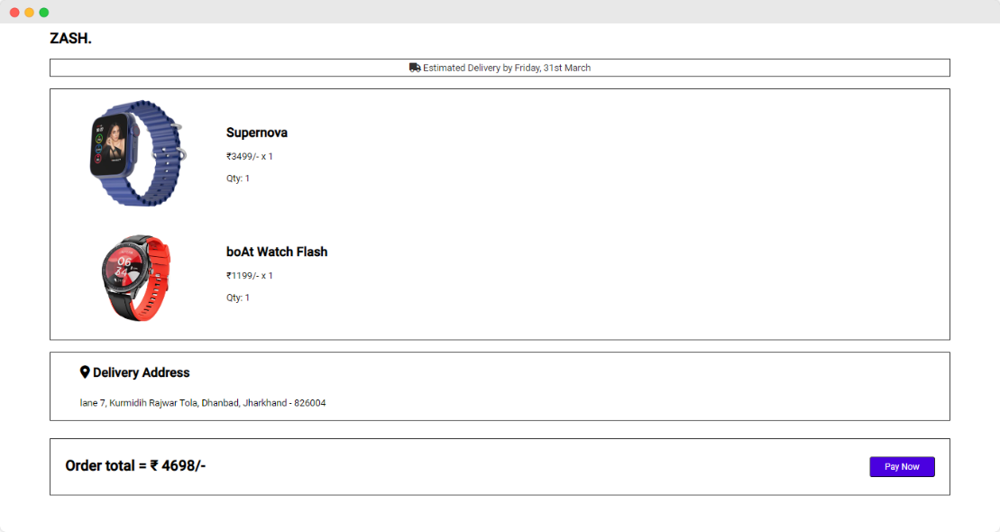 ZASH.
Estimated Delivery by Friday, 31st March
Supernova
₹3499/- x 1
Qty: 1
boAt Watch Flash
₹1199/- x 1
Qty: 1
06
Delivery Address
lane 7, Kurmidih Rajwar Tola, Dhanbad, Jharkhand - 826004
Order total = ₹ 4698/-
Pay Now